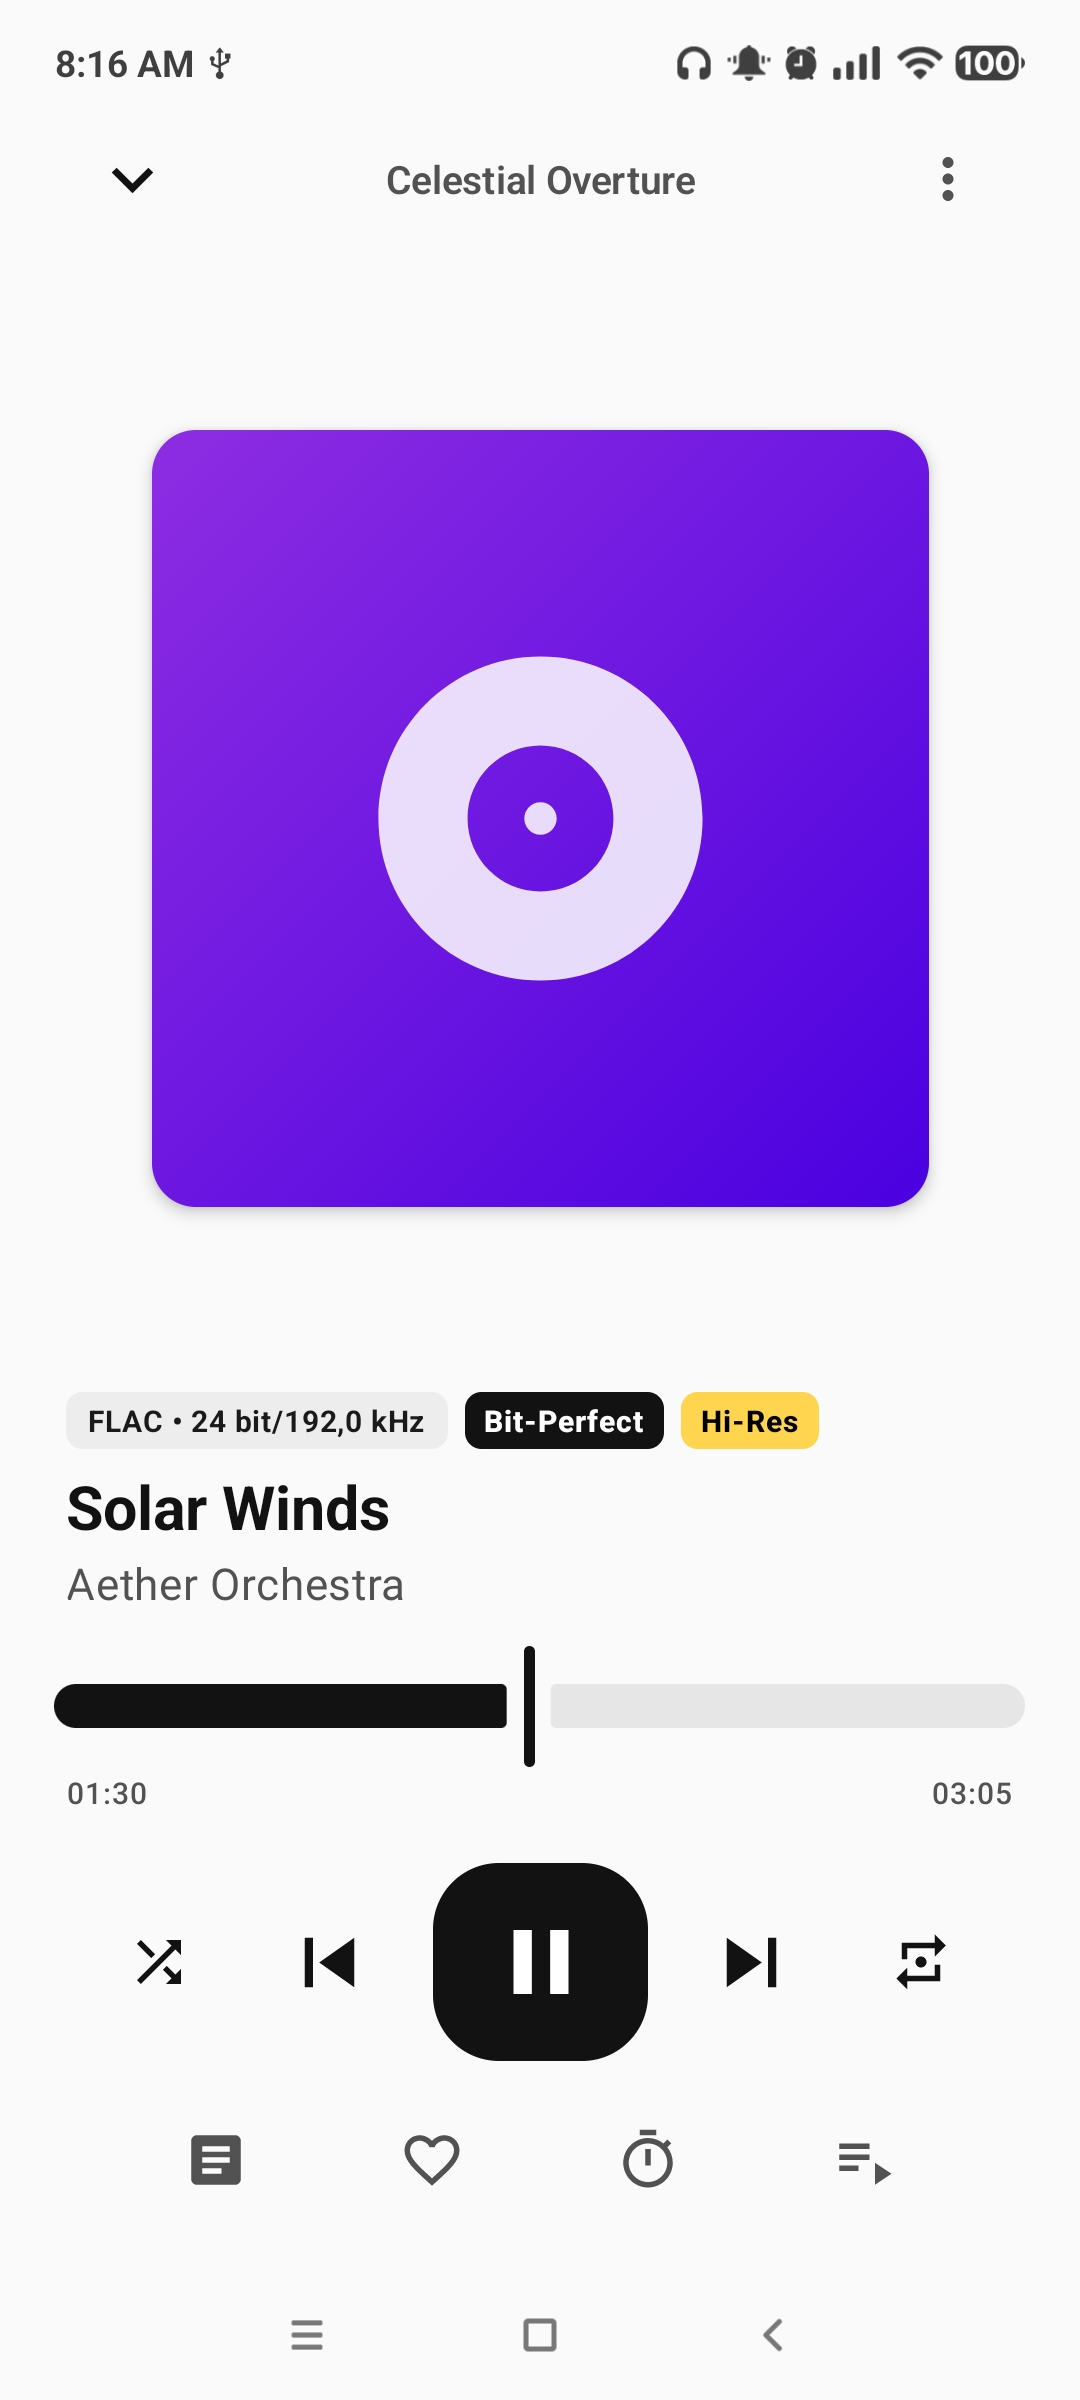 8:16 AM
100
Celestial Overture
FLAC • 24 bit/192,0 kHz
Bit-Perfect
Hi-Res
Solar Winds
Aether Orchestra
01:30
03:05